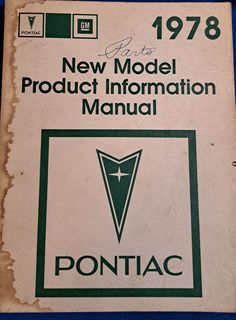 PONTIAC
GM
1978
Parts
New Model
Product Information
Manual
PONTIAC